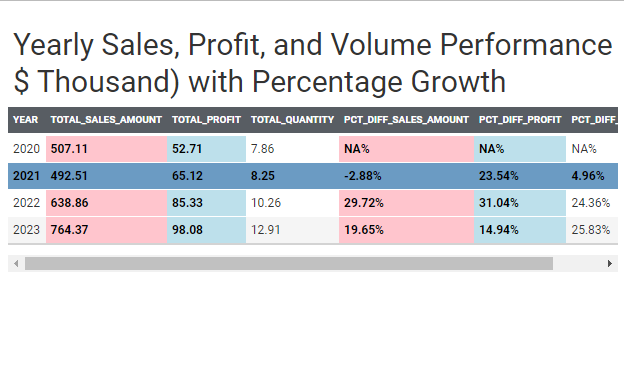 Yearly Sales, Profit, and Volume Performance
$ Thousand) with Percentage Growth
YEAR TOTAL_SALES_AMOUNT TOTAL_PROFIT TOTAL_QUANTITY PCT_DIFF_SALES_AMOUNT PCT_DIFF_PROFIT PCT_DIFF_
2020 507.11 52.71 7.86 NA% NA% NA%
2021 492.51 65.12 8.25 -2.88% 23.54% 4.96%
2022 638.86 85.33 10.26 29.72% 31.04% 24.36%
2023 764.37 98.08 12.91 19.65% 14.94% 25.83%